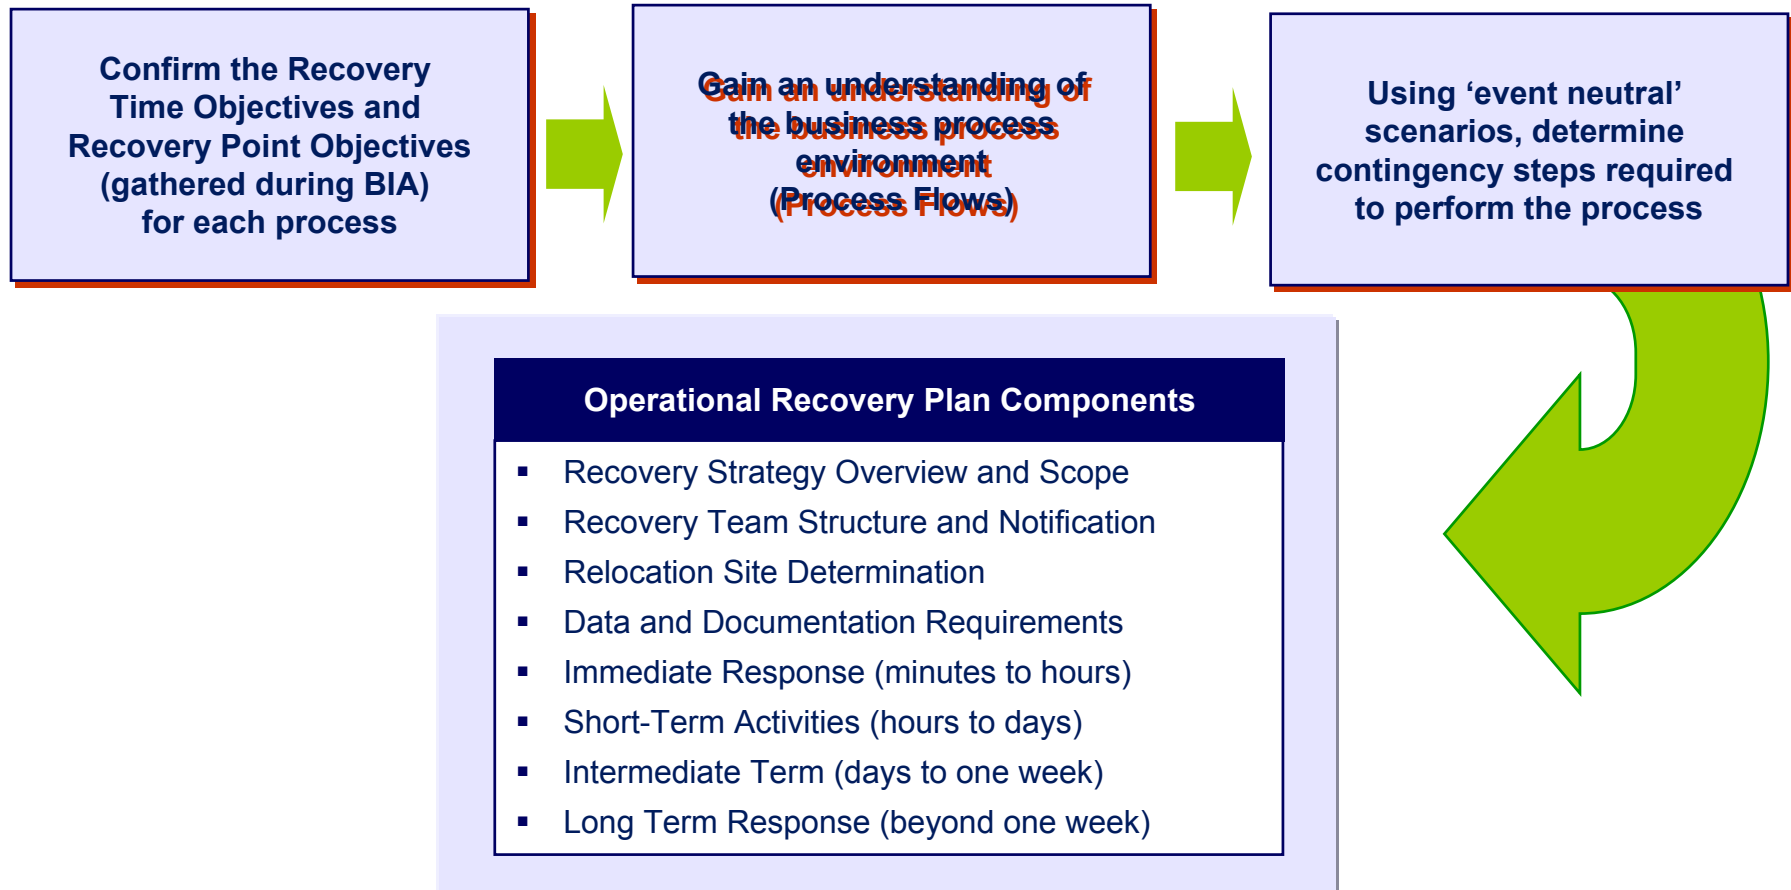 Confirm the Recovery
Time Objectives and
Recovery Point Objectives
(gathered during BIA)
for each process
Gain an understanding of
the business process
environment
(Process Flows)
Using ‘event neutral’
scenarios, determine
contingency steps required
to perform the process
Operational Recovery Plan Components
▪ Recovery Strategy Overview and Scope
▪ Recovery Team Structure and Notification
▪ Relocation Site Determination
▪ Data and Documentation Requirements
▪ Immediate Response (minutes to hours)
▪ Short-Term Activities (hours to days)
▪ Intermediate Term (days to one week)
▪ Long Term Response (beyond one week)